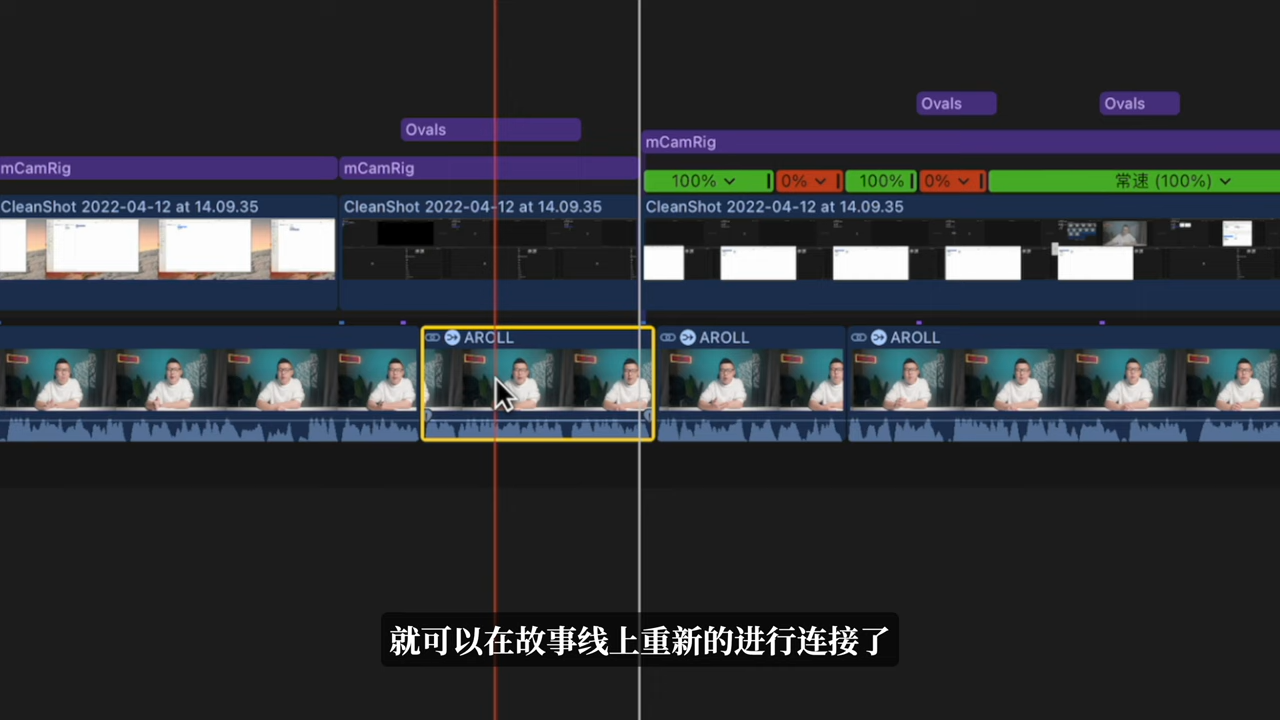 Ovals
Ovals
Ovals
mCamRig
mCamRig
mCamRig
100%
0%
100%
0%
常速 (100%)
CleanShot 2022-04-12 at 14.09.35
CleanShot 2022-04-12 at 14.09.35
CleanShot 2022-04-12 at 14.09.35
AROLL
AROLL
AROLL
就可以在故事线上重新的进行连接了